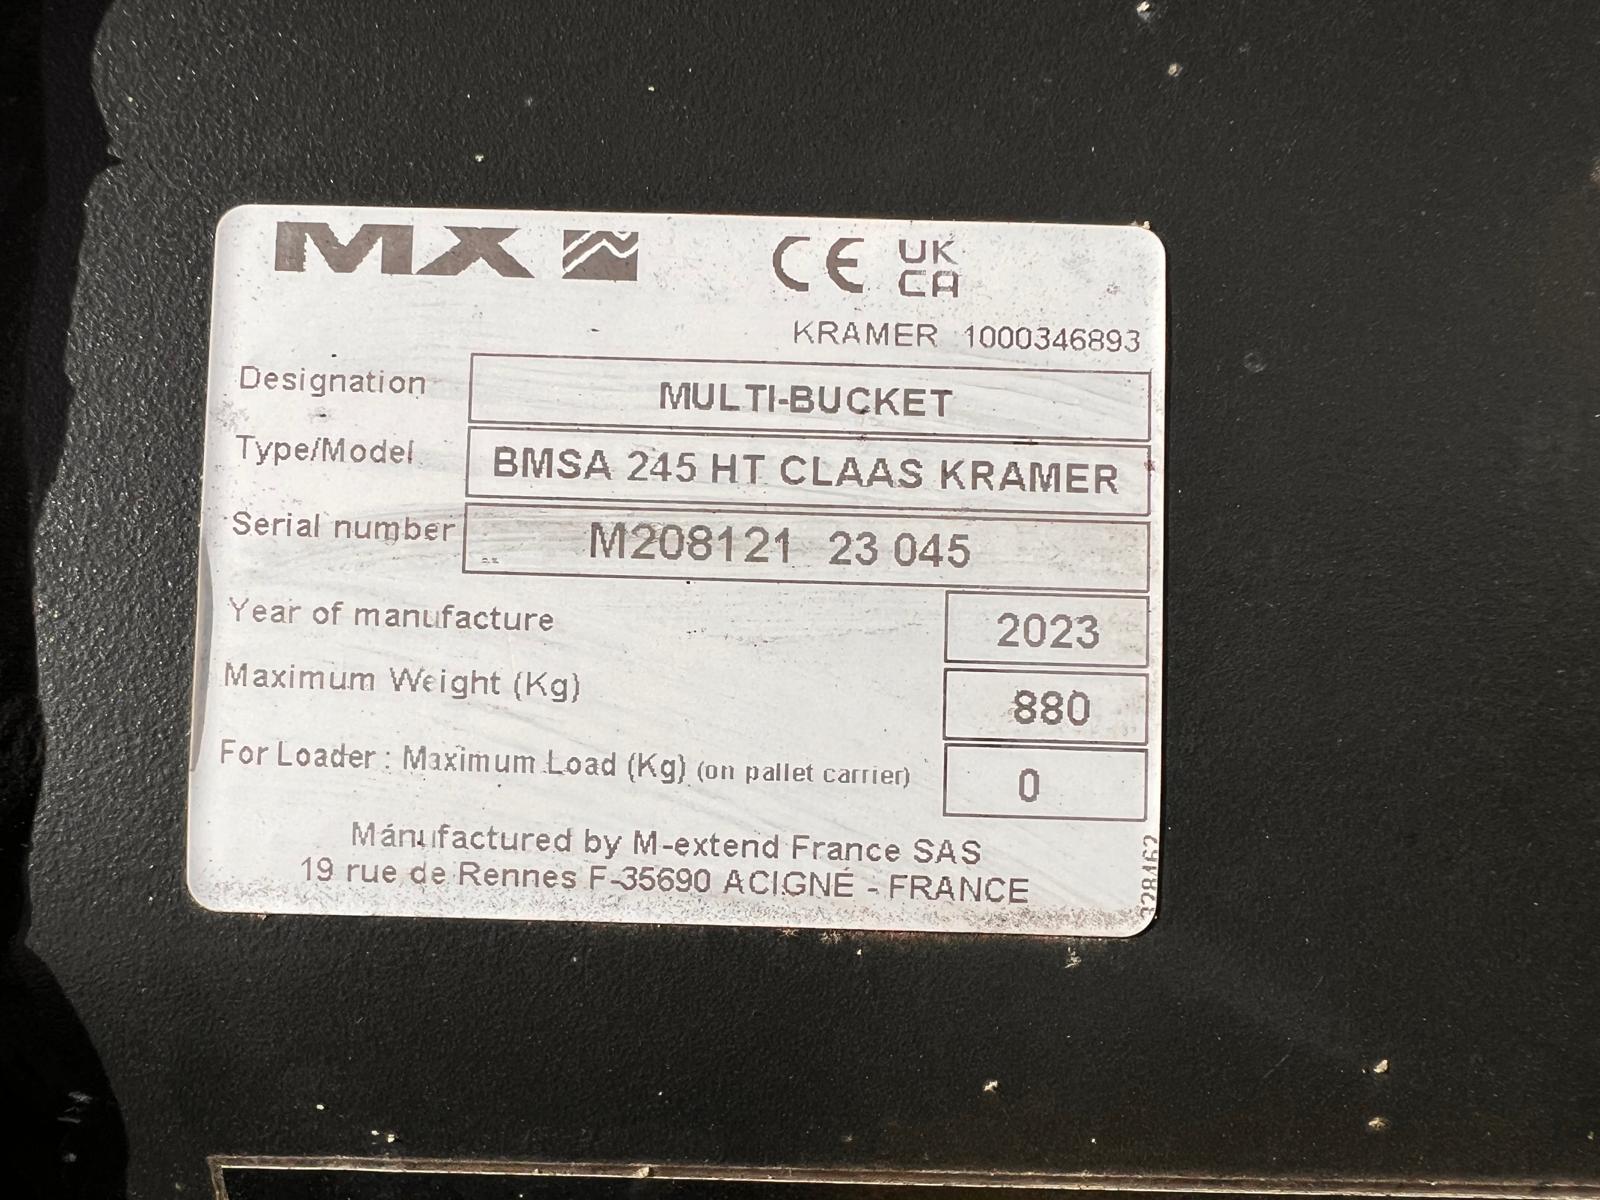 MX CE UK
CA
KRAMER 1000346893
Designation MULTI-BUCKET
Type/Model BMSA 245 HT CLAAS KRAMER
Serial number M208121 23 045
Year of manufacture 2023
Maximum Weight (Kg) 880
For Loader : Maximum Load (Kg) (on pallet carrier) 0
Manufactured by M-extend France SAS
19 rue de Rennes F-35690 ACIGNÉ - FRANCE